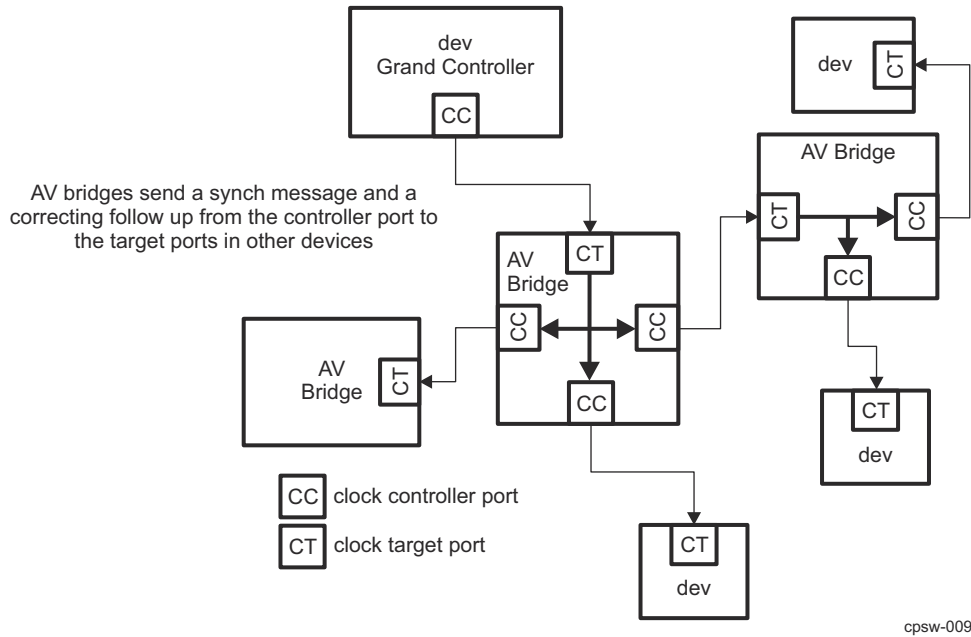 dev
Grand Controller
CC
dev
CT
AV Bridge
CT
CC
CC
AV bridges send a synch message and a
correcting follow up from the controller port to
the target ports in other devices
CT
AV
Bridge
CC
CC
CC
AV
Bridge
CT
CT
dev
CC clock controller port
CT clock target port
CT
dev
cpsw-009